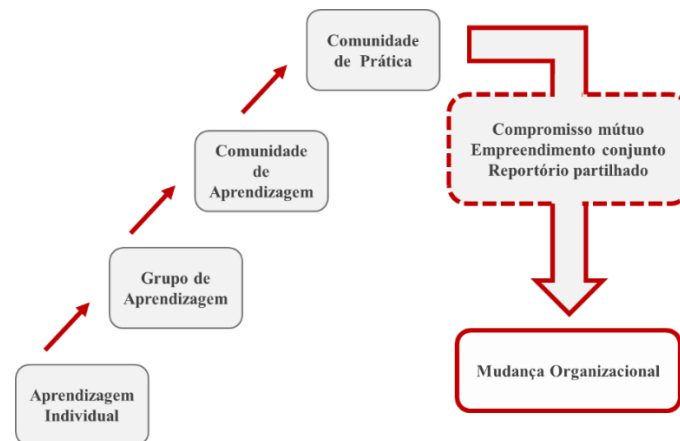 Comunidade
de Prática
Compromisso mútuo
Empreendimento conjunto
Reportório partilhado
Comunidade
de
Aprendizagem
Grupo de
Aprendizagem
Mudança Organizacional
Aprendizagem
Individual